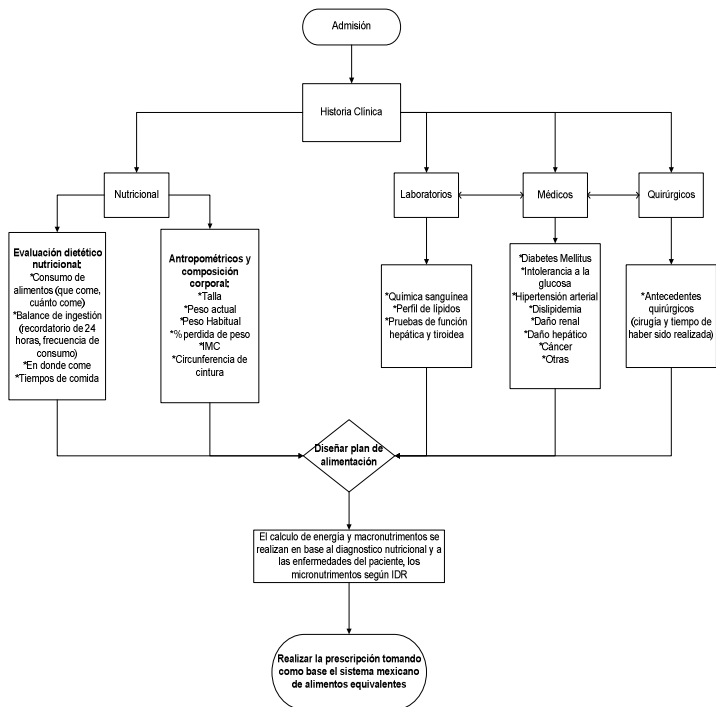 Admisión
Historia Clínica
Nutricional
Laboratorios
Médicos
Quirúrgicos
Evaluación dietético
nutricional:
*Consumo de
alimentos (que come,
cuánto come)
*Balance de ingestión
(recordatorio de 24
horas, frecuencia de
consumo)
*En donde come
*Tiempos de comida
Antropométricos y
composición
corporal:
*Talla
*Peso actual
*Peso Habitual
*%perdida de peso
*IMC
*Circunferencia de
cintura
*Química sanguínea
*Perfil de lípidos
*Pruebas de función
hepática y tiroidea
*Diabetes Mellitus
*Intolerancia a la
glucosa
*Hipertensión arterial
*Dislipidemia
*Daño renal
*Daño hepático
*Cáncer
*Otras
*Antecedentes
quirúrgicos
(cirugía y tiempo de
haber sido realizada)
Diseñar plan de
alimentación
El calculo de energía y macronutrimentos se
realizan en base al diagnostico nutricional y a
las enfermedades del paciente, los
micronutrimentos según IDR
Realizar la prescripción tomando
como base el sistema mexicano
de alimentos equivalentes